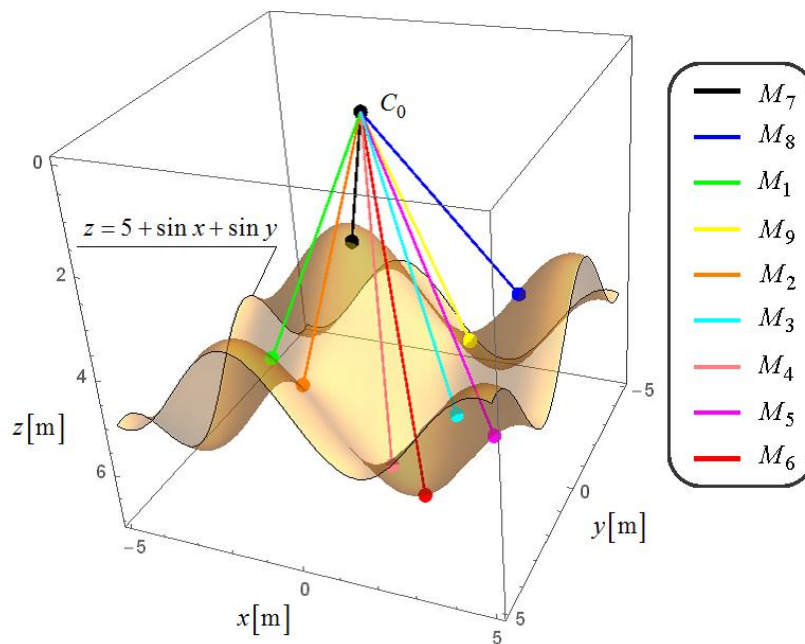 C₀
z = 5 + sin x + sin y
0
2
4
6
z[m]
−5
0
5
x[m]
−5
0
5
y[m]
M₇
M₈
M₁
M₉
M₂
M₃
M₄
M₅
M₆